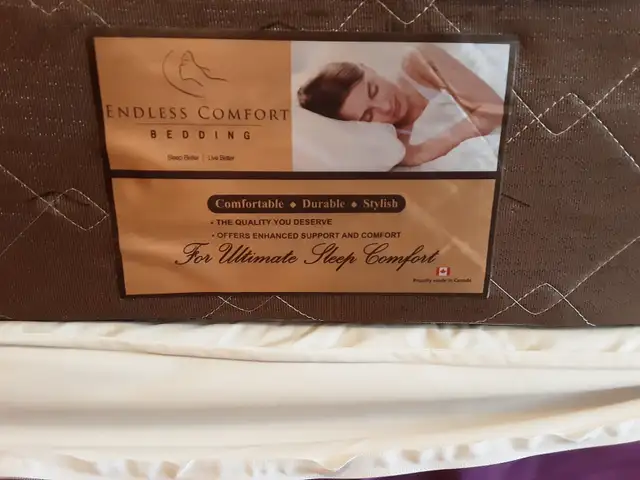 ENDLESS COMFORT
BEDDING
Sleep Better | Live Better
Comfortable ◆ Durable ◆ Stylish
• THE QUALITY YOU DESERVE
• OFFERS ENHANCED SUPPORT AND COMFORT
For Ultimate Sleep Comfort
Proudly made in Canada